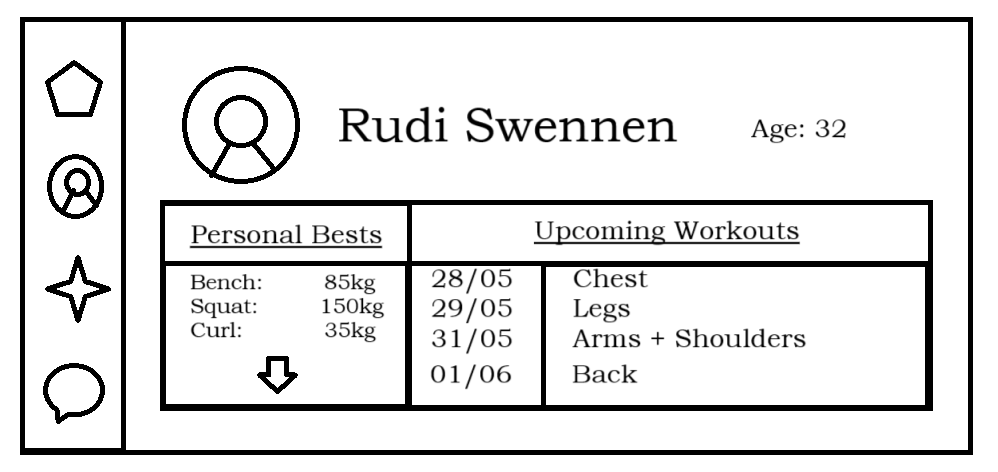 Rudi Swennen
Age: 32
Personal Bests
Upcoming Workouts
Bench: 85kg
Squat: 150kg
Curl: 35kg
28/05 Chest
29/05 Legs
31/05 Arms + Shoulders
01/06 Back